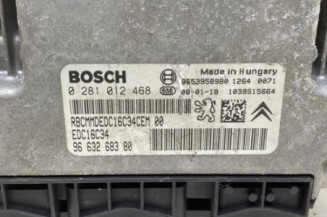 BOSCH
Made in Hungary
9653958980 1264 0071
0 281 012 468
08-01-10 1039S15664
RBCMMDEDC16C34CEM 00
EDC16C34
96 632 683 80